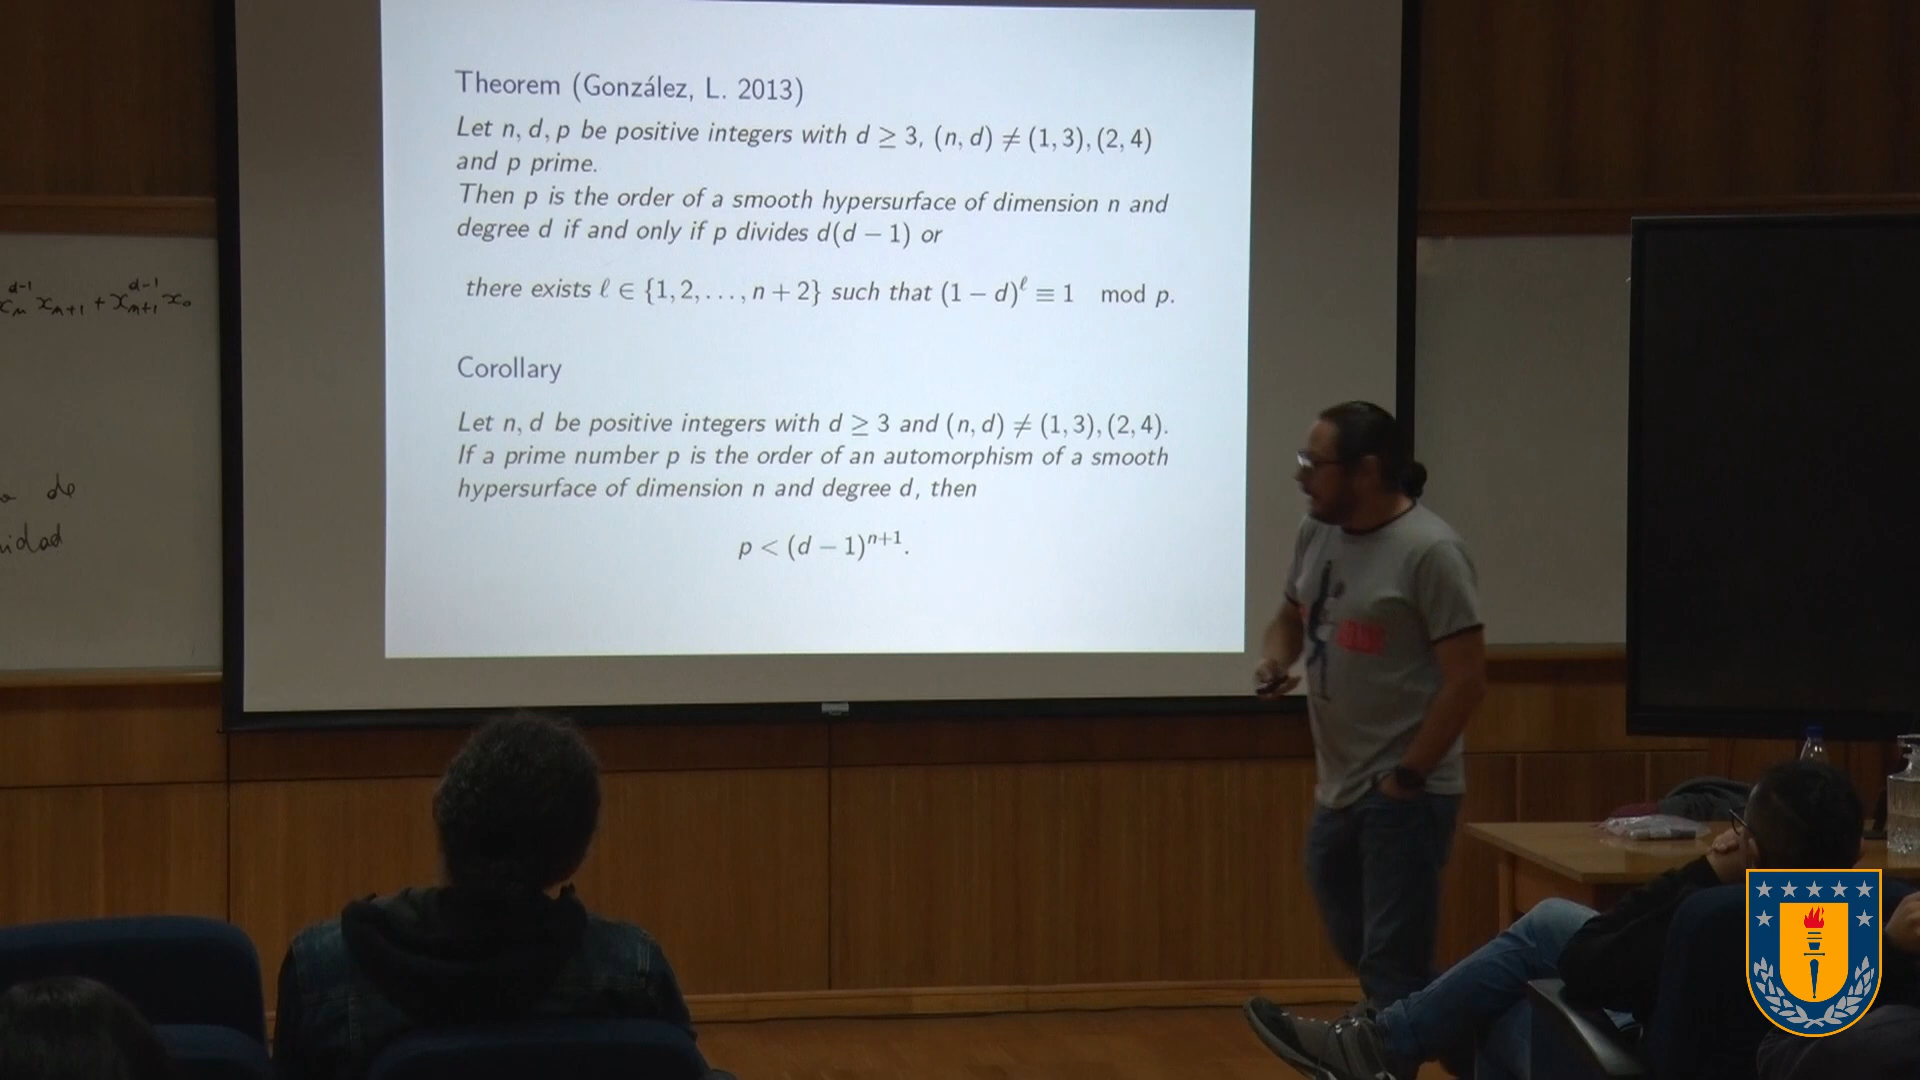 Theorem (González, L. 2013)
Let n, d, p be positive integers with d ≥ 3, (n, d) ≠ (1, 3), (2, 4)
and p prime.
Then p is the order of a smooth hypersurface of dimension n and
degree d if and only if p divides d(d − 1) or
there exists ℓ ∈ {1, 2, . . . , n + 2} such that (1 − d)^ℓ ≡ 1 mod p.
Corollary
Let n, d be positive integers with d ≥ 3 and (n, d) ≠ (1, 3), (2, 4).
If a prime number p is the order of an automorphism of a smooth
hypersurface of dimension n and degree d, then
p < (d − 1)^{n+1}.
x_n^{d-1} x_{n+1} + x_{n+1}^{d-1} x_0
de